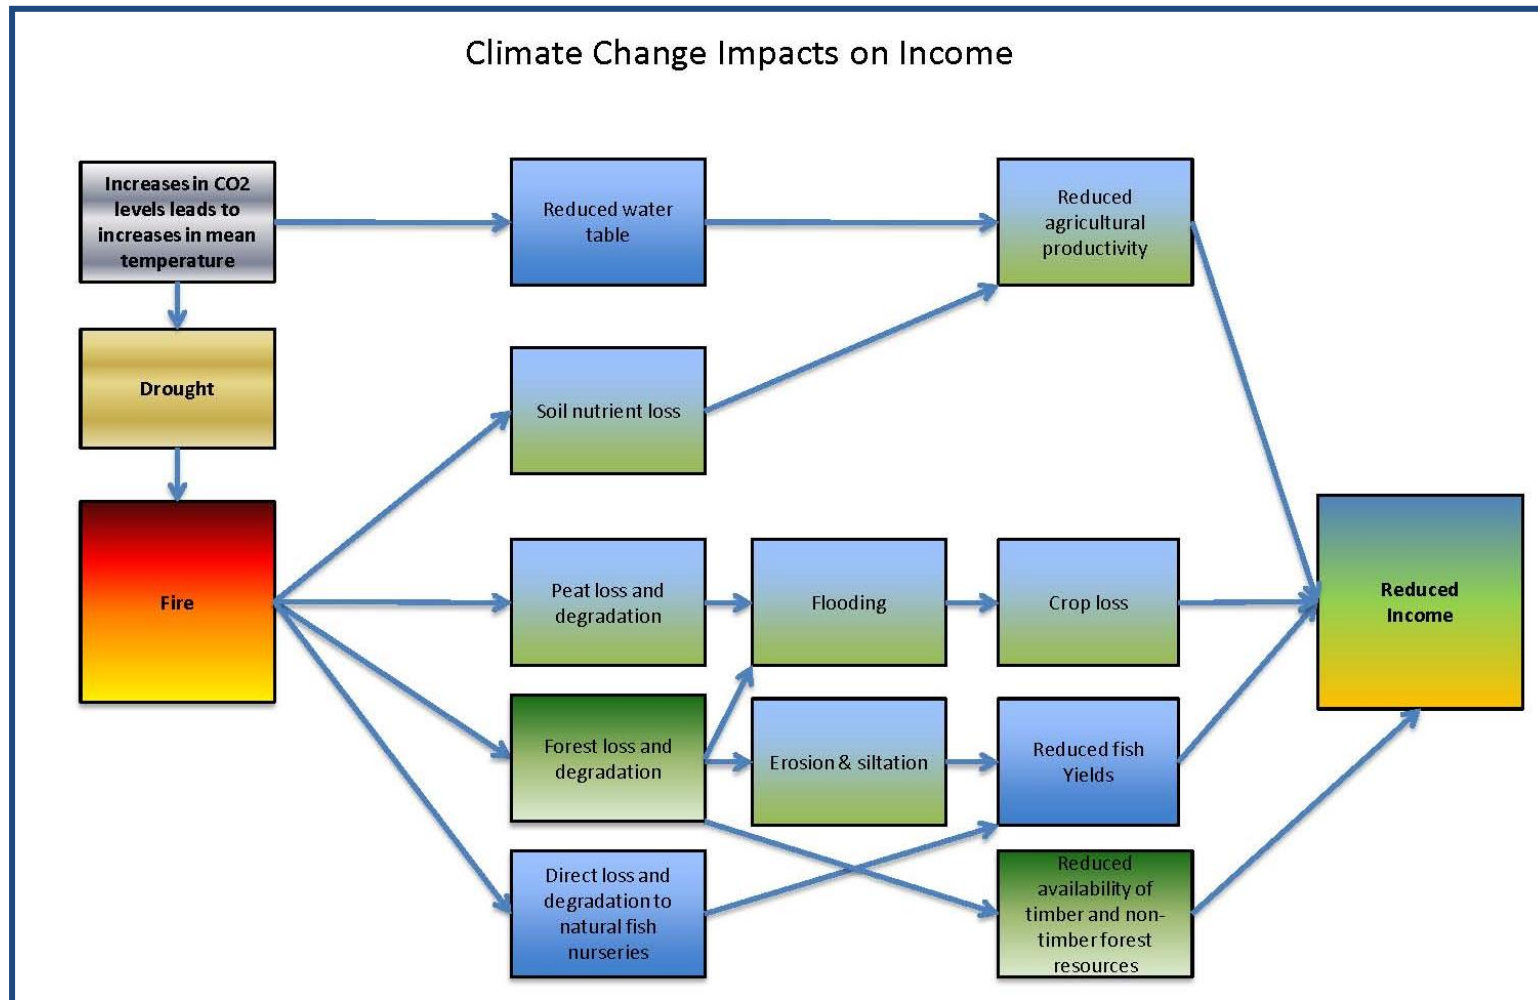 Climate Change Impacts on Income
Increases in CO2
levels leads to
increases in mean
temperature
Reduced water
table
Reduced
agricultural
productivity
Drought
Soil nutrient loss
Fire
Peat loss and
degradation
Flooding
Crop loss
Reduced
Income
Forest loss and
degradation
Erosion & siltation
Reduced fish
Yields
Direct loss and
degradation to
natural fish
nurseries
Reduced
availability of
timber and non-
timber forest
resources